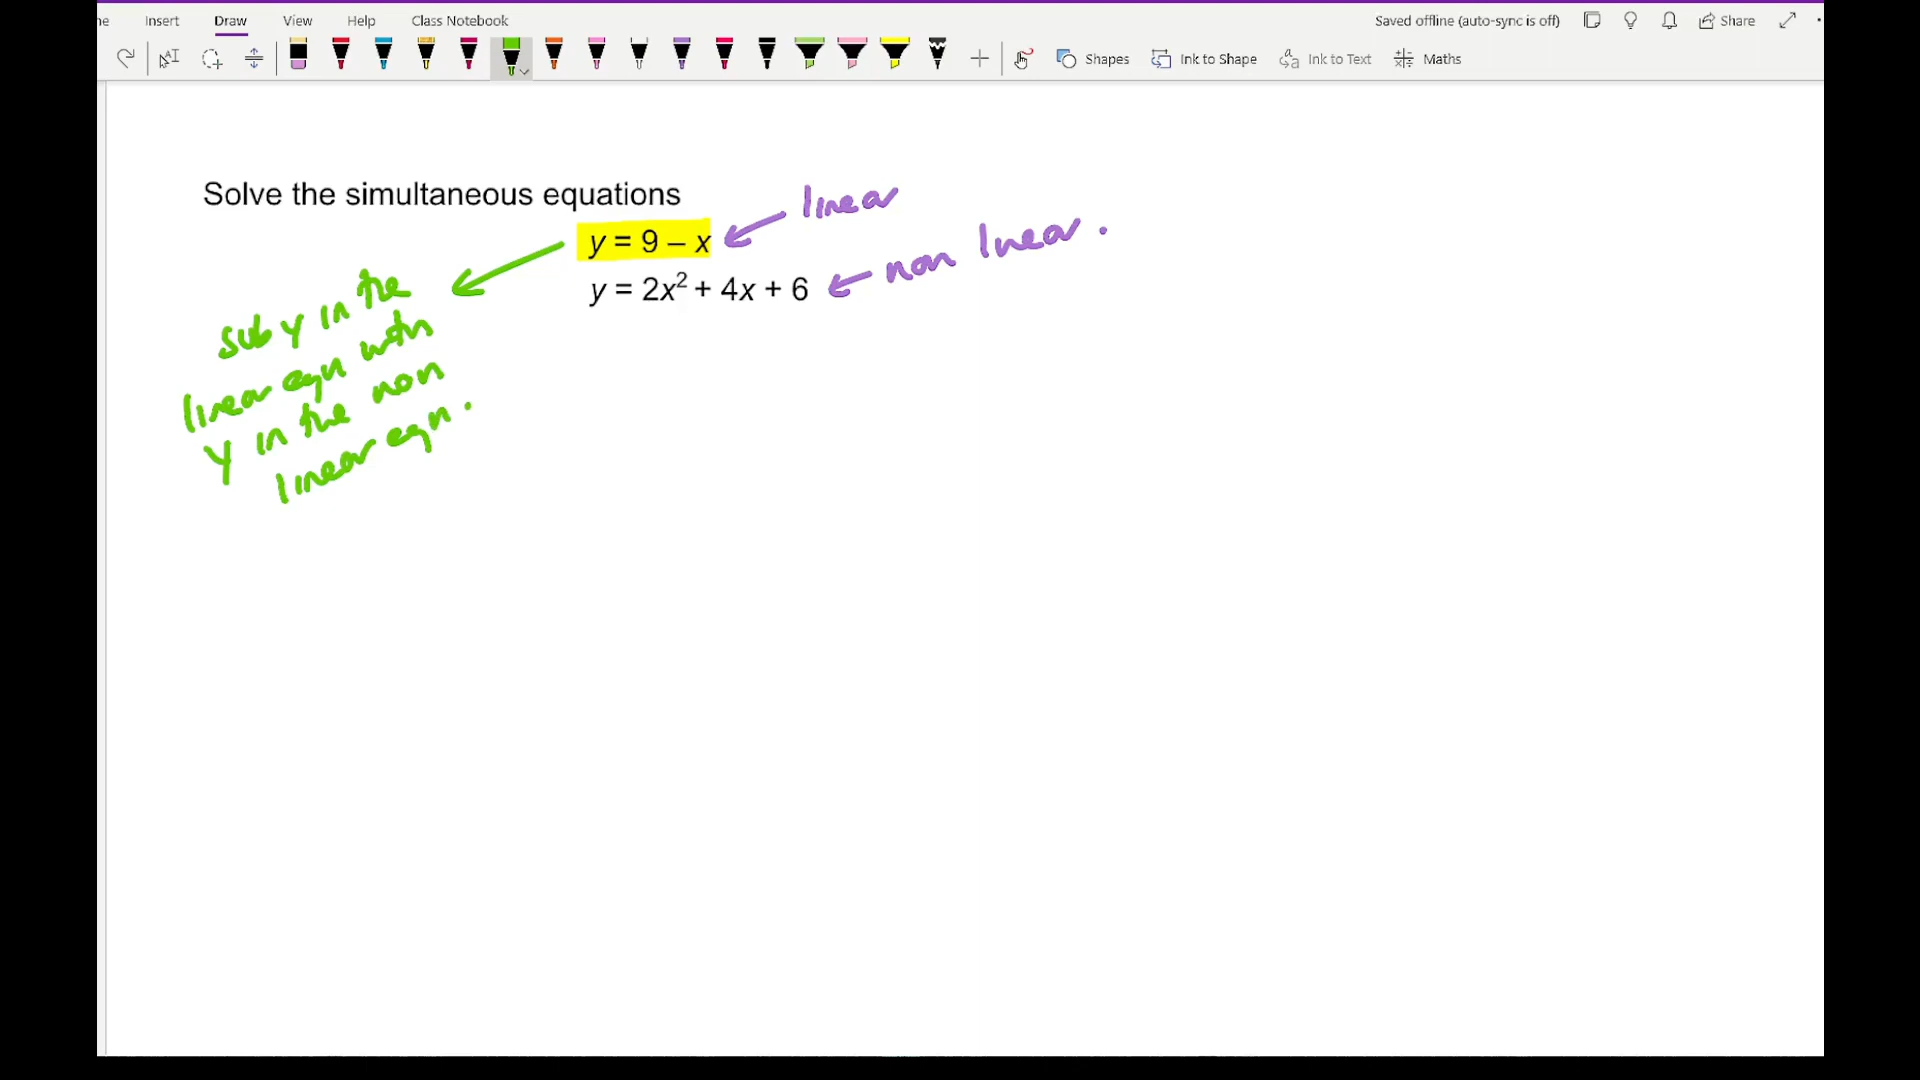 ne Insert Draw View Help Class Notebook Saved offline (auto-sync is off) Share
Shapes Ink to Shape Ink to Text Maths
Solve the simultaneous equations
y = 9 – x
linear
y = 2x² + 4x + 6
non linear.
sub y in the
linear eqn with
y in the non
linear eqn.